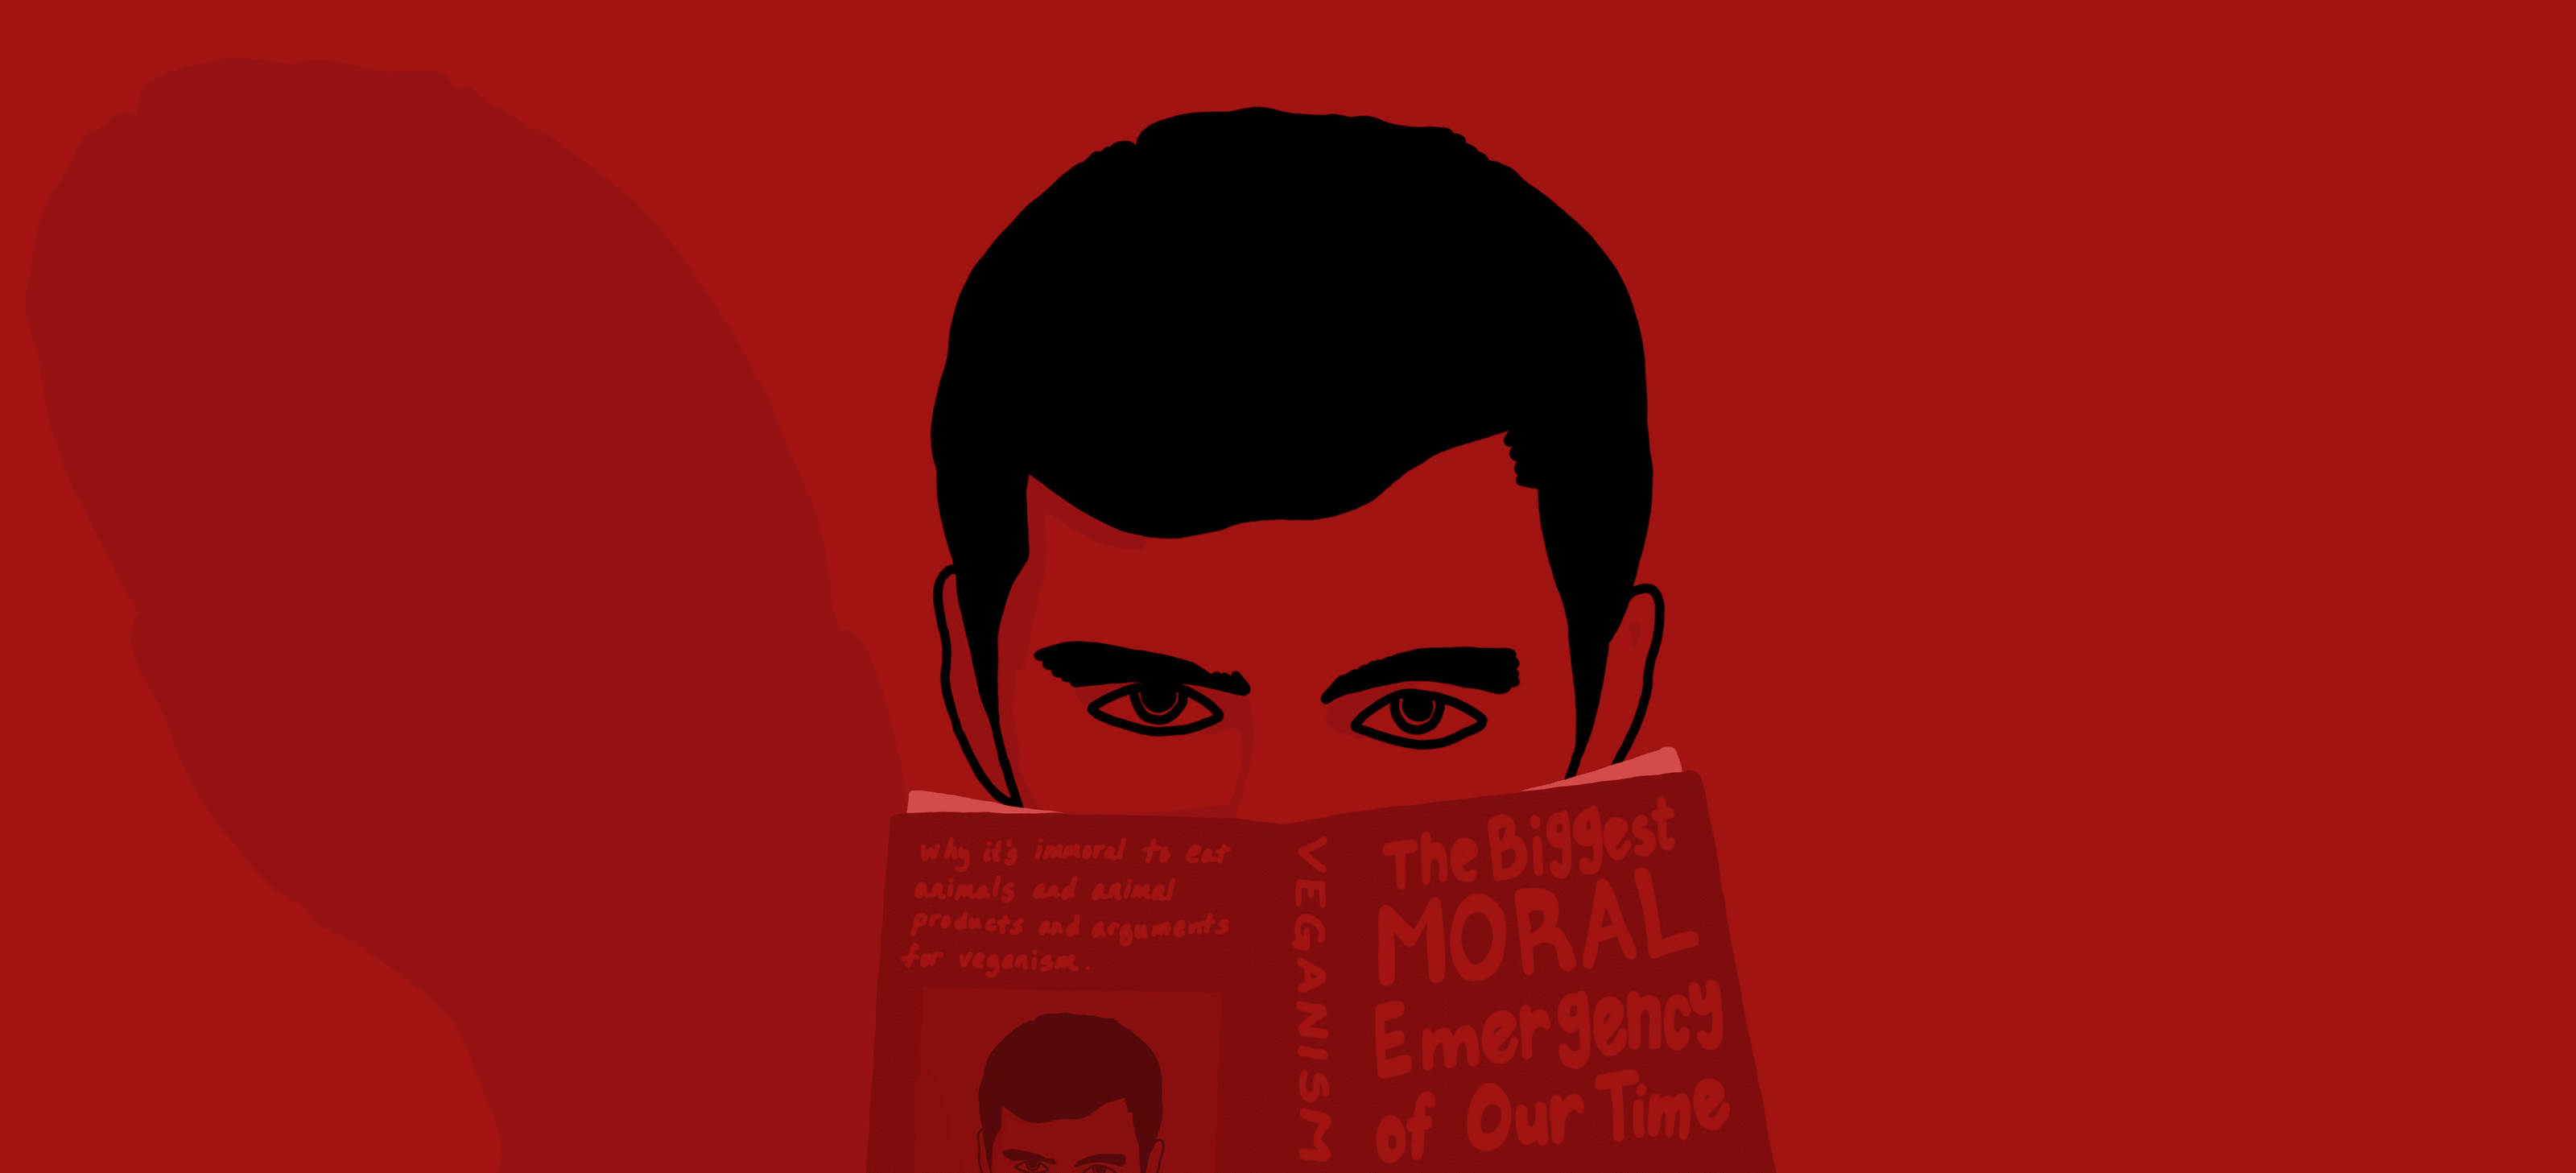 Why it's immoral to eat
animals and animal
products and arguments
for veganism.
VEGANISM
The Biggest
MORAL
Emergency
of Our Time